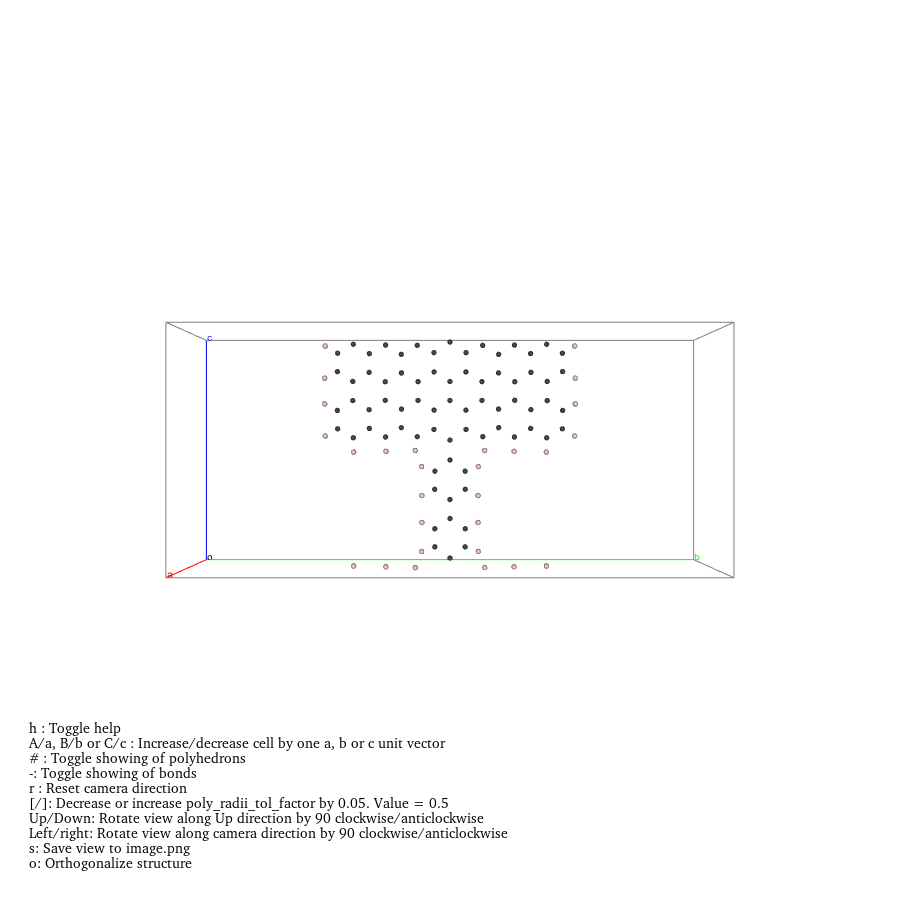 c
o
b
a
h : Toggle help
A/a, B/b or C/c : Increase/decrease cell by one a, b or c unit vector
# : Toggle showing of polyhedrons
-: Toggle showing of bonds
r : Reset camera direction
[/]: Decrease or increase poly_radii_tol_factor by 0.05. Value = 0.5
Up/Down: Rotate view along Up direction by 90 clockwise/anticlockwise
Left/right: Rotate view along camera direction by 90 clockwise/anticlockwise
s: Save view to image.png
o: Orthogonalize structure